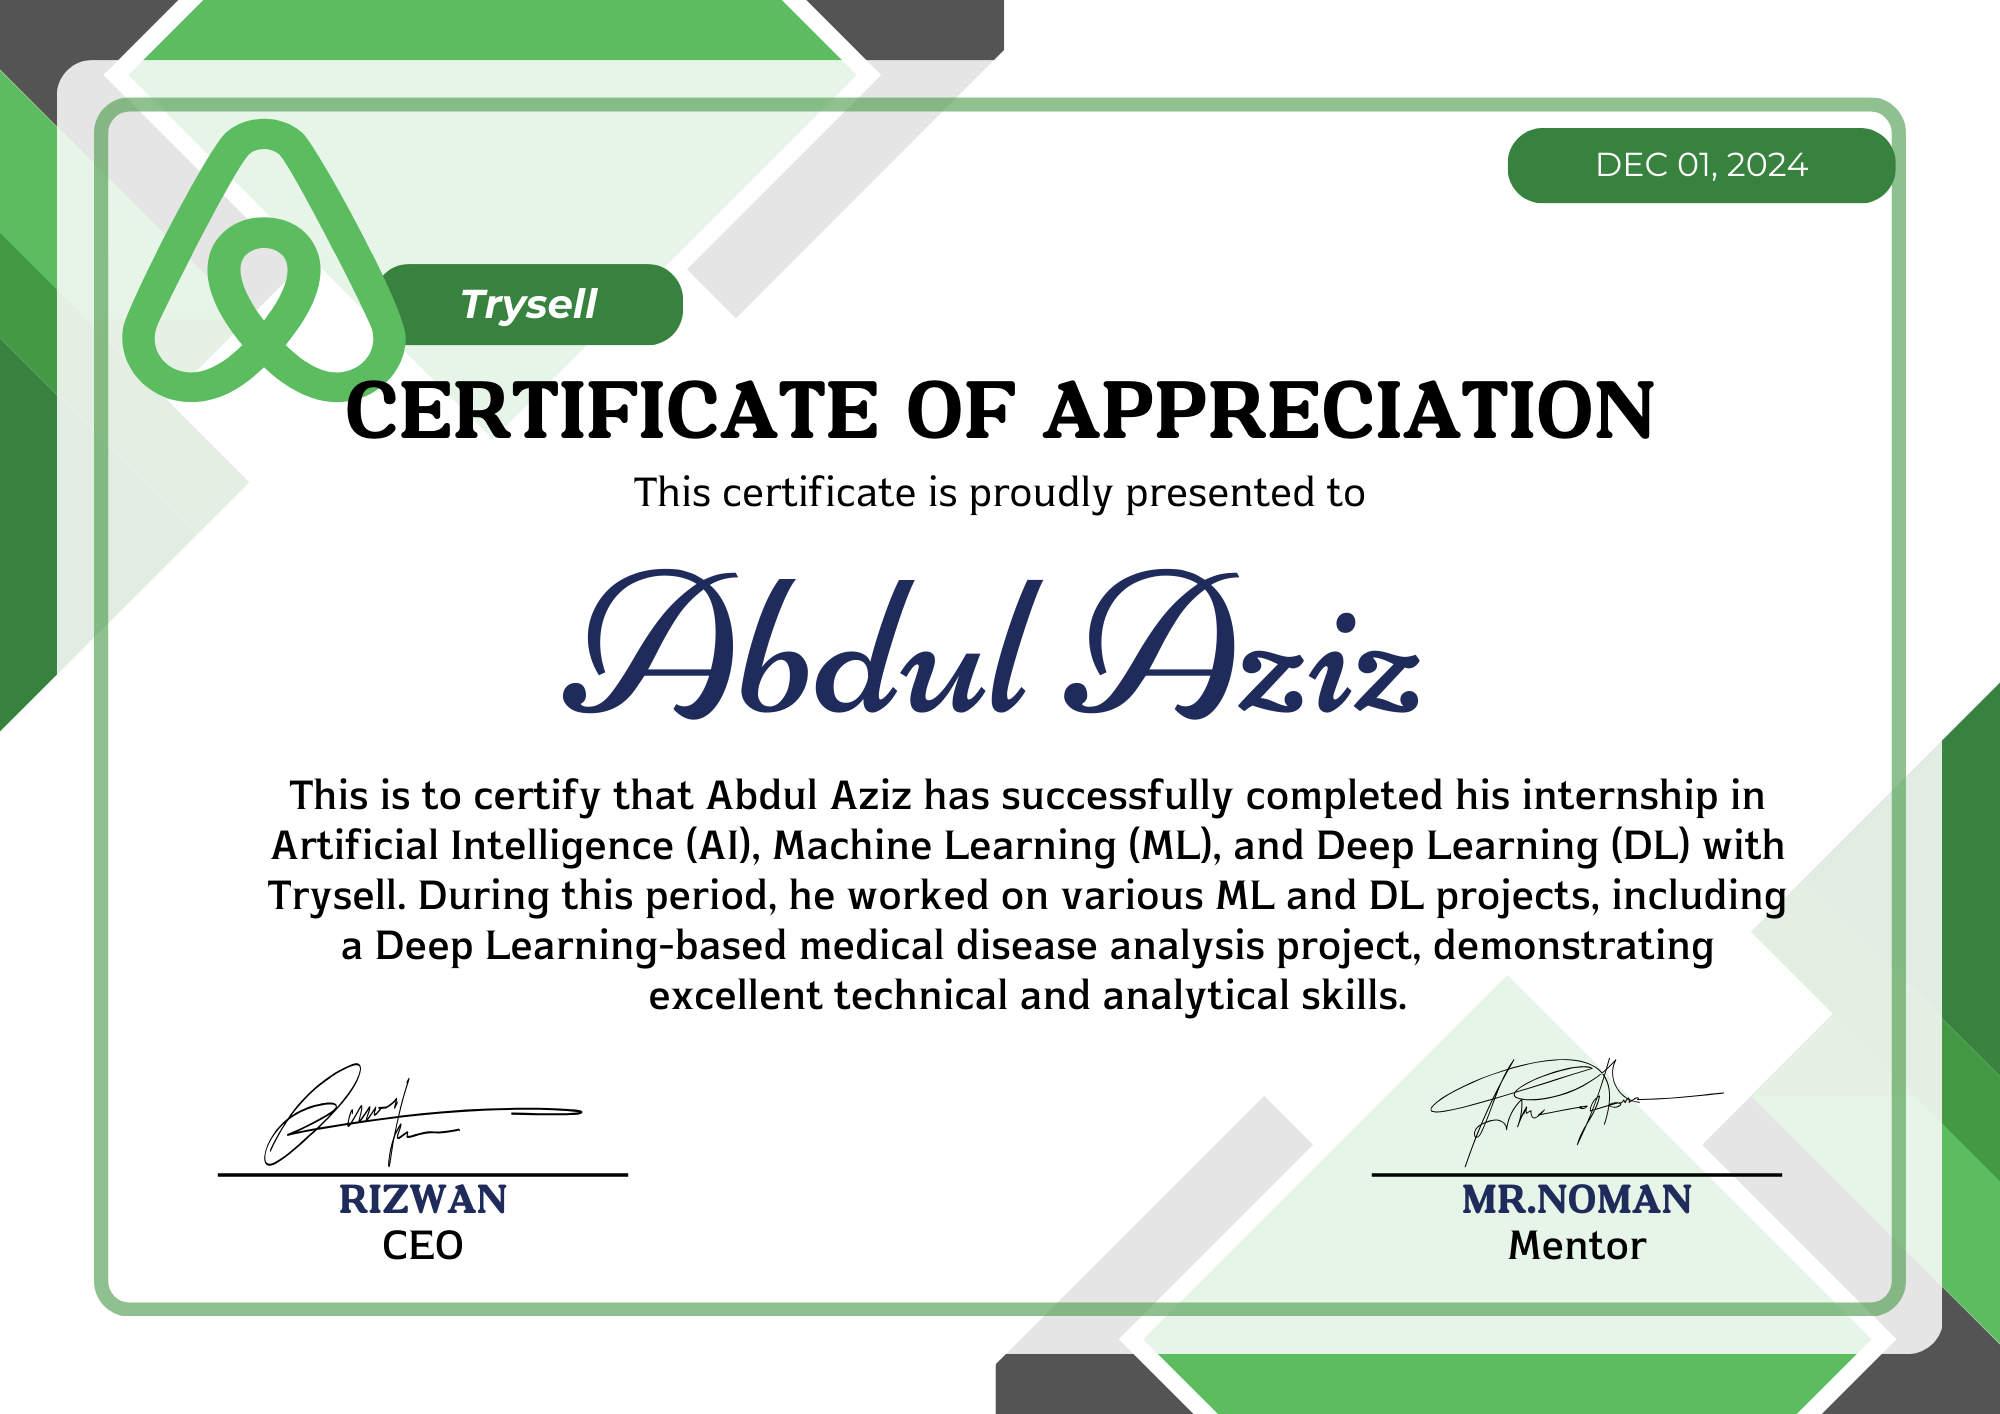 DEC 01, 2024
Trysell
CERTIFICATE OF APPRECIATION
This certificate is proudly presented to
Abdul Aziz
This is to certify that Abdul Aziz has successfully completed his internship in
Artificial Intelligence (AI), Machine Learning (ML), and Deep Learning (DL) with
Trysell. During this period, he worked on various ML and DL projects, including
a Deep Learning-based medical disease analysis project, demonstrating
excellent technical and analytical skills.
RIZWAN
CEO
MR.NOMAN
Mentor